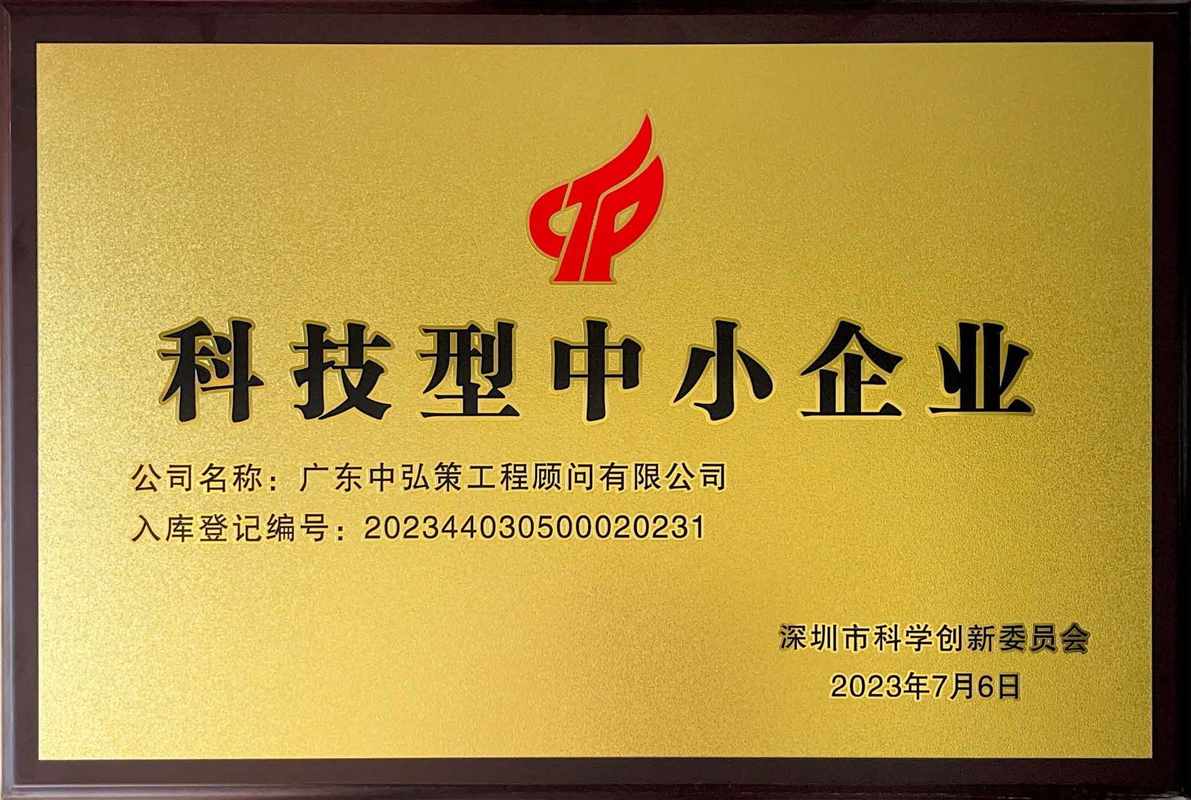 科技型中小企业
公司名称：广东中弘策工程顾问有限公司
入库登记编号：202344030500020231
深圳市科学创新委员会
2023年7月6日